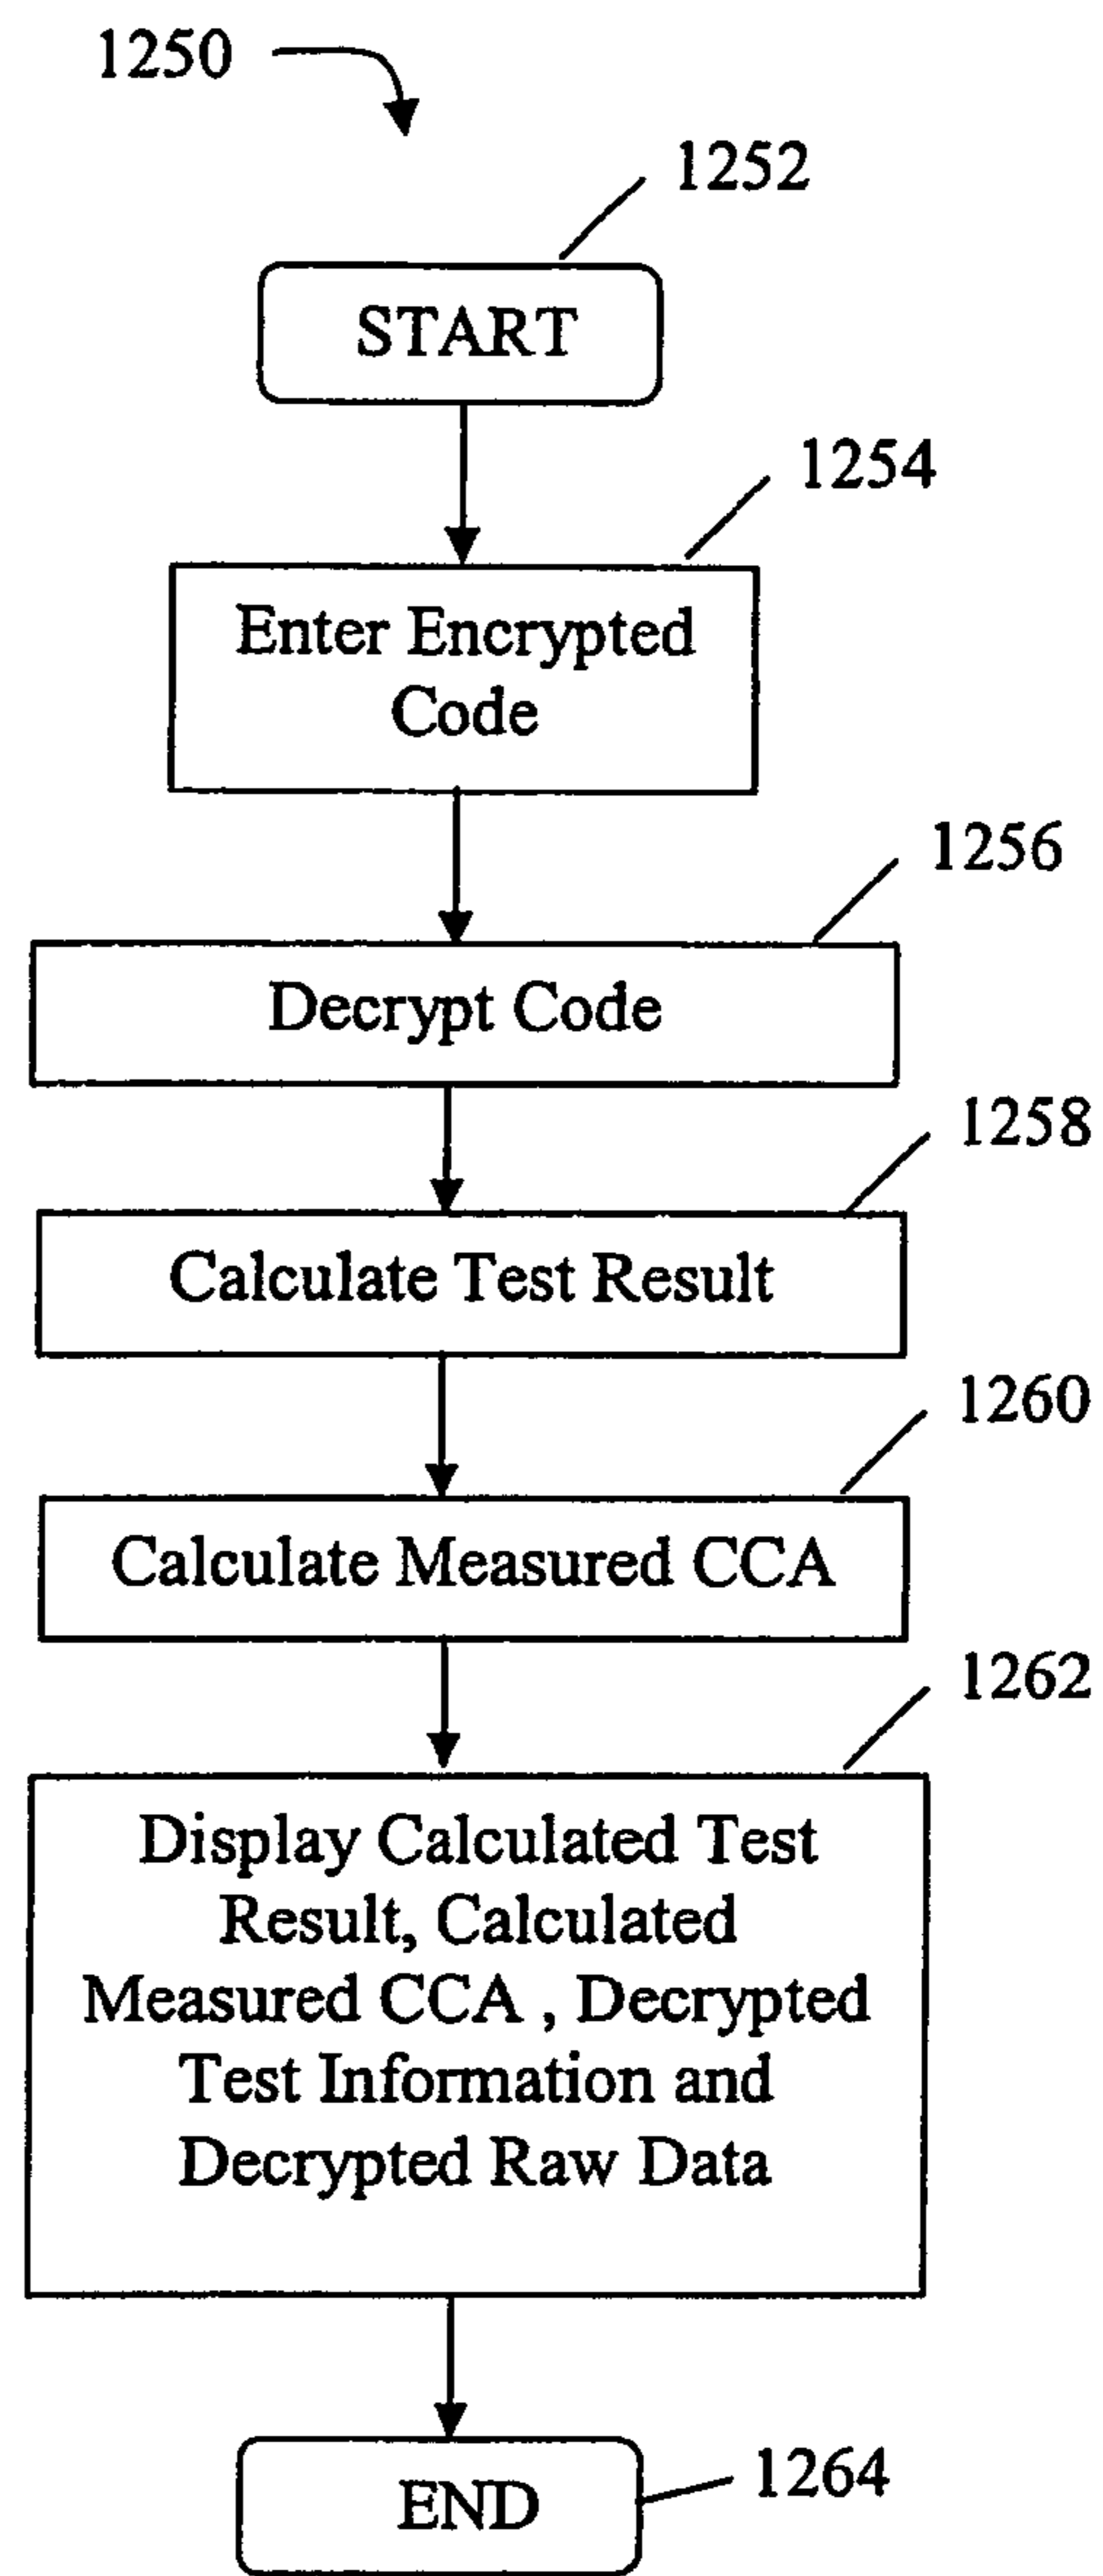 1250
1252
START
1254
Enter Encrypted
Code
1256
Decrypt Code
1258
Calculate Test Result
1260
Calculate Measured CCA
1262
Display Calculated Test
Result, Calculated
Measured CCA , Decrypted
Test Information and
Decrypted Raw Data
END
1264